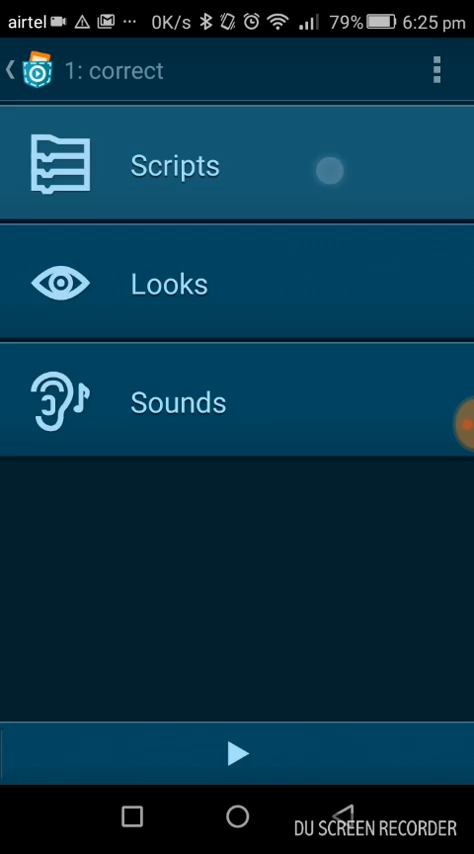 airtel ... 0K/s 79% 6:25 pm
1: correct
Scripts
Looks
Sounds
DU SCREEN RECORDER